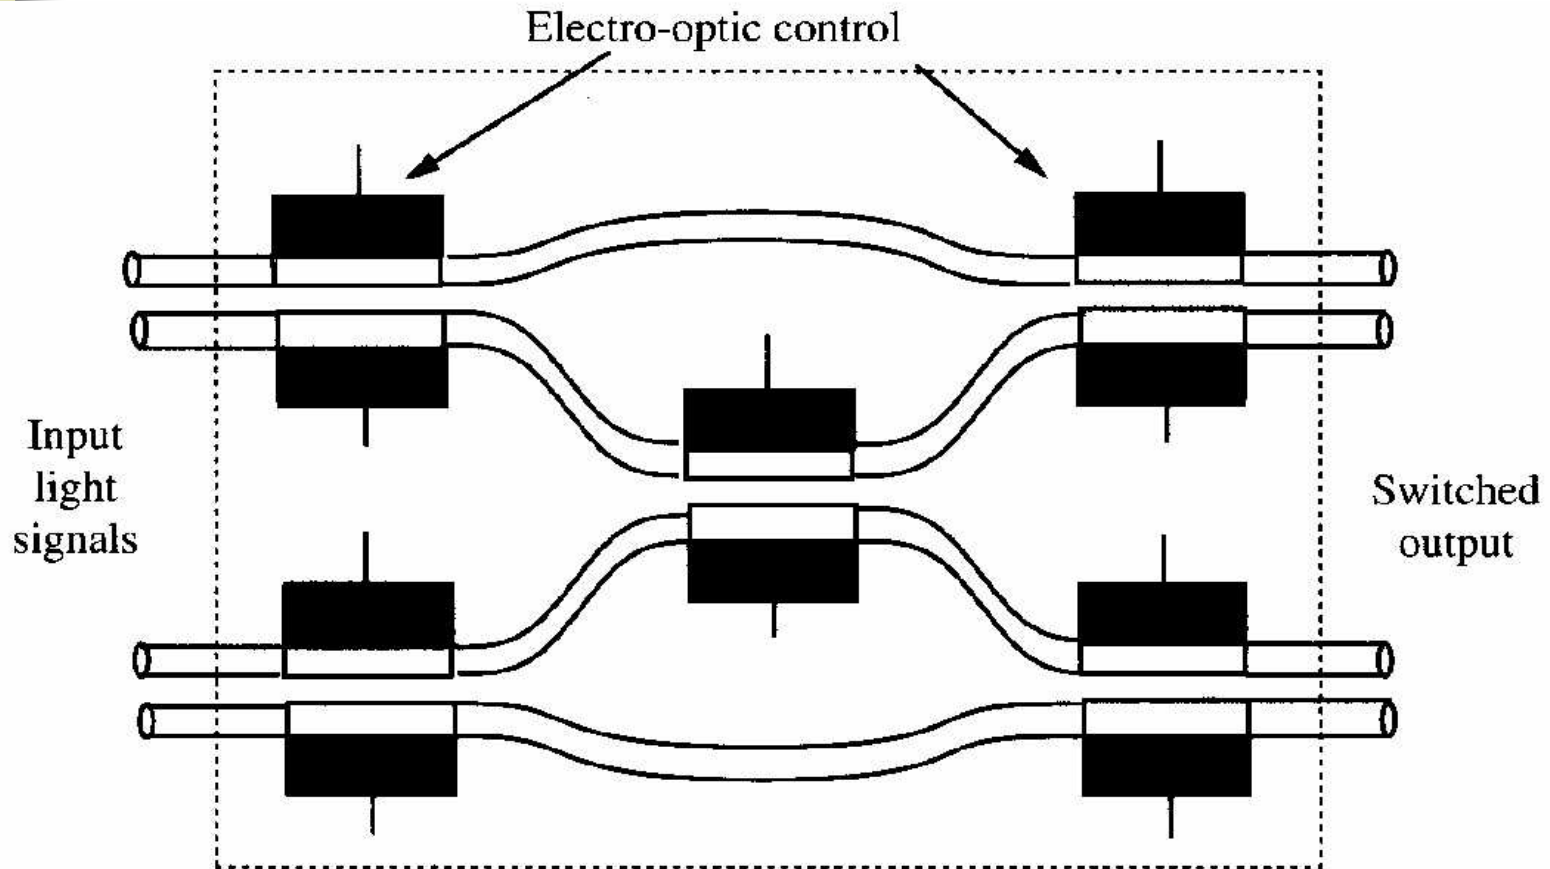 Electro-optic control
Input
light
signals
Switched
output